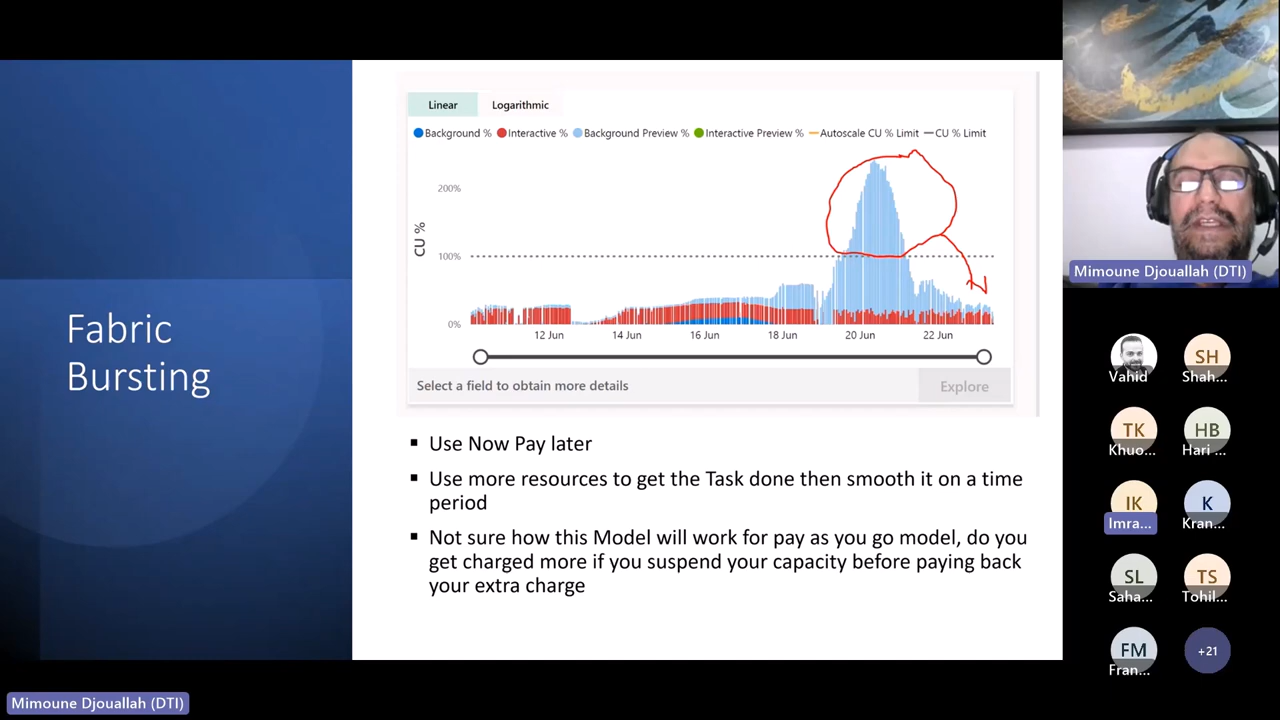 Fabric
Bursting
Linear
Logarithmic
Background %
Interactive %
Background Preview %
Interactive Preview %
Autoscale CU % Limit
CU % Limit
CU %
200%
100%
0%
12 Jun
14 Jun
16 Jun
18 Jun
20 Jun
22 Jun
Select a field to obtain more details
Explore
▪ Use Now Pay later
▪ Use more resources to get the Task done then smooth it on a time
period
▪ Not sure how this Model will work for pay as you go model, do you
get charged more if you suspend your capacity before paying back
your extra charge
Mimoune Djouallah (DTI)
Vahid
SH
Shah...
TK
Khuo...
HB
Hari ...
IK
Imra...
K
Kran...
SL
Saha...
TS
Tohil...
FM
Fran...
+21
Mimoune Djouallah (DTI)